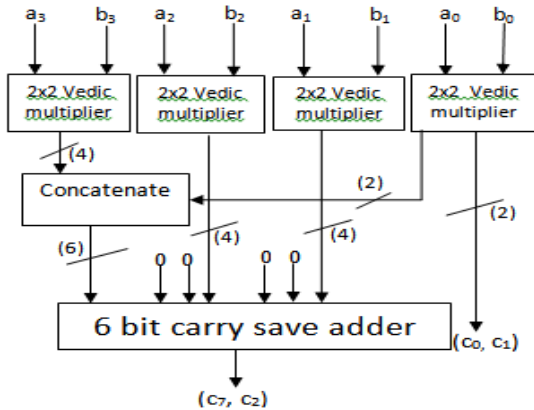 a₃ b₃ a₂ b₂ a₁ b₁ a₀ b₀
2x2 Vedic multiplier
2x2 Vedic multiplier
2x2 Vedic multiplier
2x2 Vedic multiplier
(4)
Concatenate
(2)
(2)
(6)
(4)
(4)
0 0 0 0
6 bit carry save adder
(c₀, c₁)
(c₇, c₂)